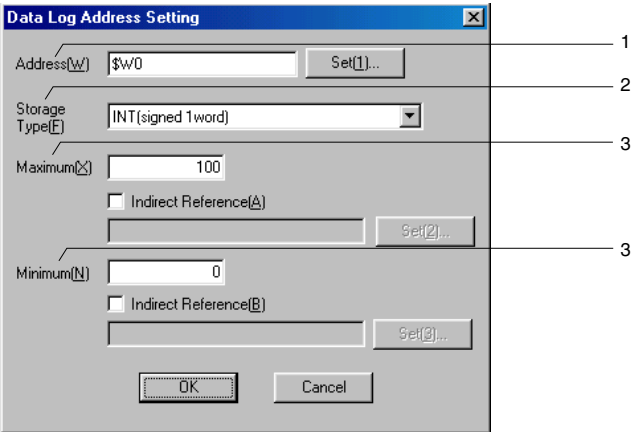 Data Log Address Setting
1
Address(W) $W0 Set(1)...
2
Storage
Type(F) INT(signed 1word)
3
Maximum(X) 100
Indirect Reference(A)
Set(2)...
3
Minimum(N) 0
Indirect Reference(B)
Set(3)...
OK Cancel